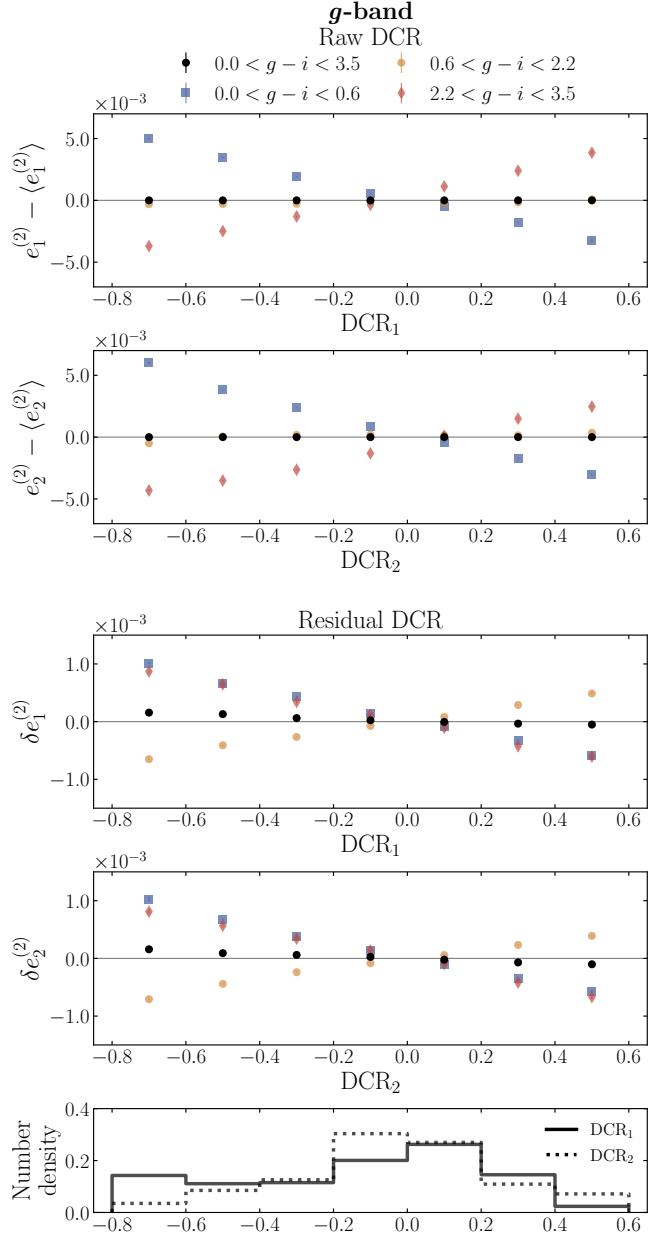 g-band
Raw DCR
0.0 < g − i < 3.5
0.6 < g − i < 2.2
0.0 < g − i < 0.6
2.2 < g − i < 3.5
×10⁻³
5.0
0.0
−5.0
e₁⁽²⁾ − ⟨e₁⁽²⁾⟩
−0.8 −0.6 −0.4 −0.2 0.0 0.2 0.4 0.6
DCR₁
×10⁻³
5.0
0.0
−5.0
e₂⁽²⁾ − ⟨e₂⁽²⁾⟩
−0.8 −0.6 −0.4 −0.2 0.0 0.2 0.4 0.6
DCR₂
Residual DCR
×10⁻³
1.0
0.0
−1.0
δe₁⁽²⁾
−0.8 −0.6 −0.4 −0.2 0.0 0.2 0.4 0.6
DCR₁
×10⁻³
1.0
0.0
−1.0
δe₂⁽²⁾
−0.8 −0.6 −0.4 −0.2 0.0 0.2 0.4 0.6
DCR₂
0.4
0.2
0.0
Number
density
DCR₁
DCR₂
−0.8 −0.6 −0.4 −0.2 0.0 0.2 0.4 0.6